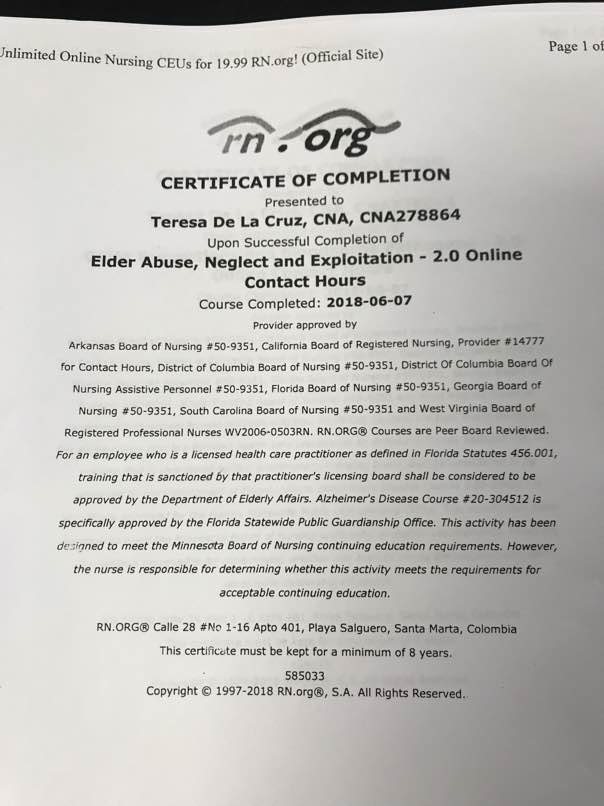 Unlimited Online Nursing CEUs for 19.99 RN.org! (Official Site)
Page 1 of
rn.org
CERTIFICATE OF COMPLETION
Presented to
Teresa De La Cruz, CNA, CNA278864
Upon Successful Completion of
Elder Abuse, Neglect and Exploitation - 2.0 Online
Contact Hours
Course Completed: 2018-06-07
Provider approved by
Arkansas Board of Nursing #50-9351, California Board of Registered Nursing, Provider #14777
for Contact Hours, District of Columbia Board of Nursing #50-9351, District Of Columbia Board Of
Nursing Assistive Personnel #50-9351, Florida Board of Nursing #50-9351, Georgia Board of
Nursing #50-9351, South Carolina Board of Nursing #50-9351 and West Virginia Board of
Registered Professional Nurses WV2006-0503RN. RN.ORG® Courses are Peer Board Reviewed.
For an employee who is a licensed health care practitioner as defined in Florida Statutes 456.001,
training that is sanctioned by that practitioner's licensing board shall be considered to be
approved by the Department of Elderly Affairs. Alzheimer's Disease Course #20-304512 is
specifically approved by the Florida Statewide Public Guardianship Office. This activity has been
designed to meet the Minnesota Board of Nursing continuing education requirements. However,
the nurse is responsible for determining whether this activity meets the requirements for
acceptable continuing education.
RN.ORG® Calle 28 #No 1-16 Apto 401, Playa Salguero, Santa Marta, Colombia
This certificate must be kept for a minimum of 8 years.
585033
Copyright © 1997-2018 RN.org®, S.A. All Rights Reserved.